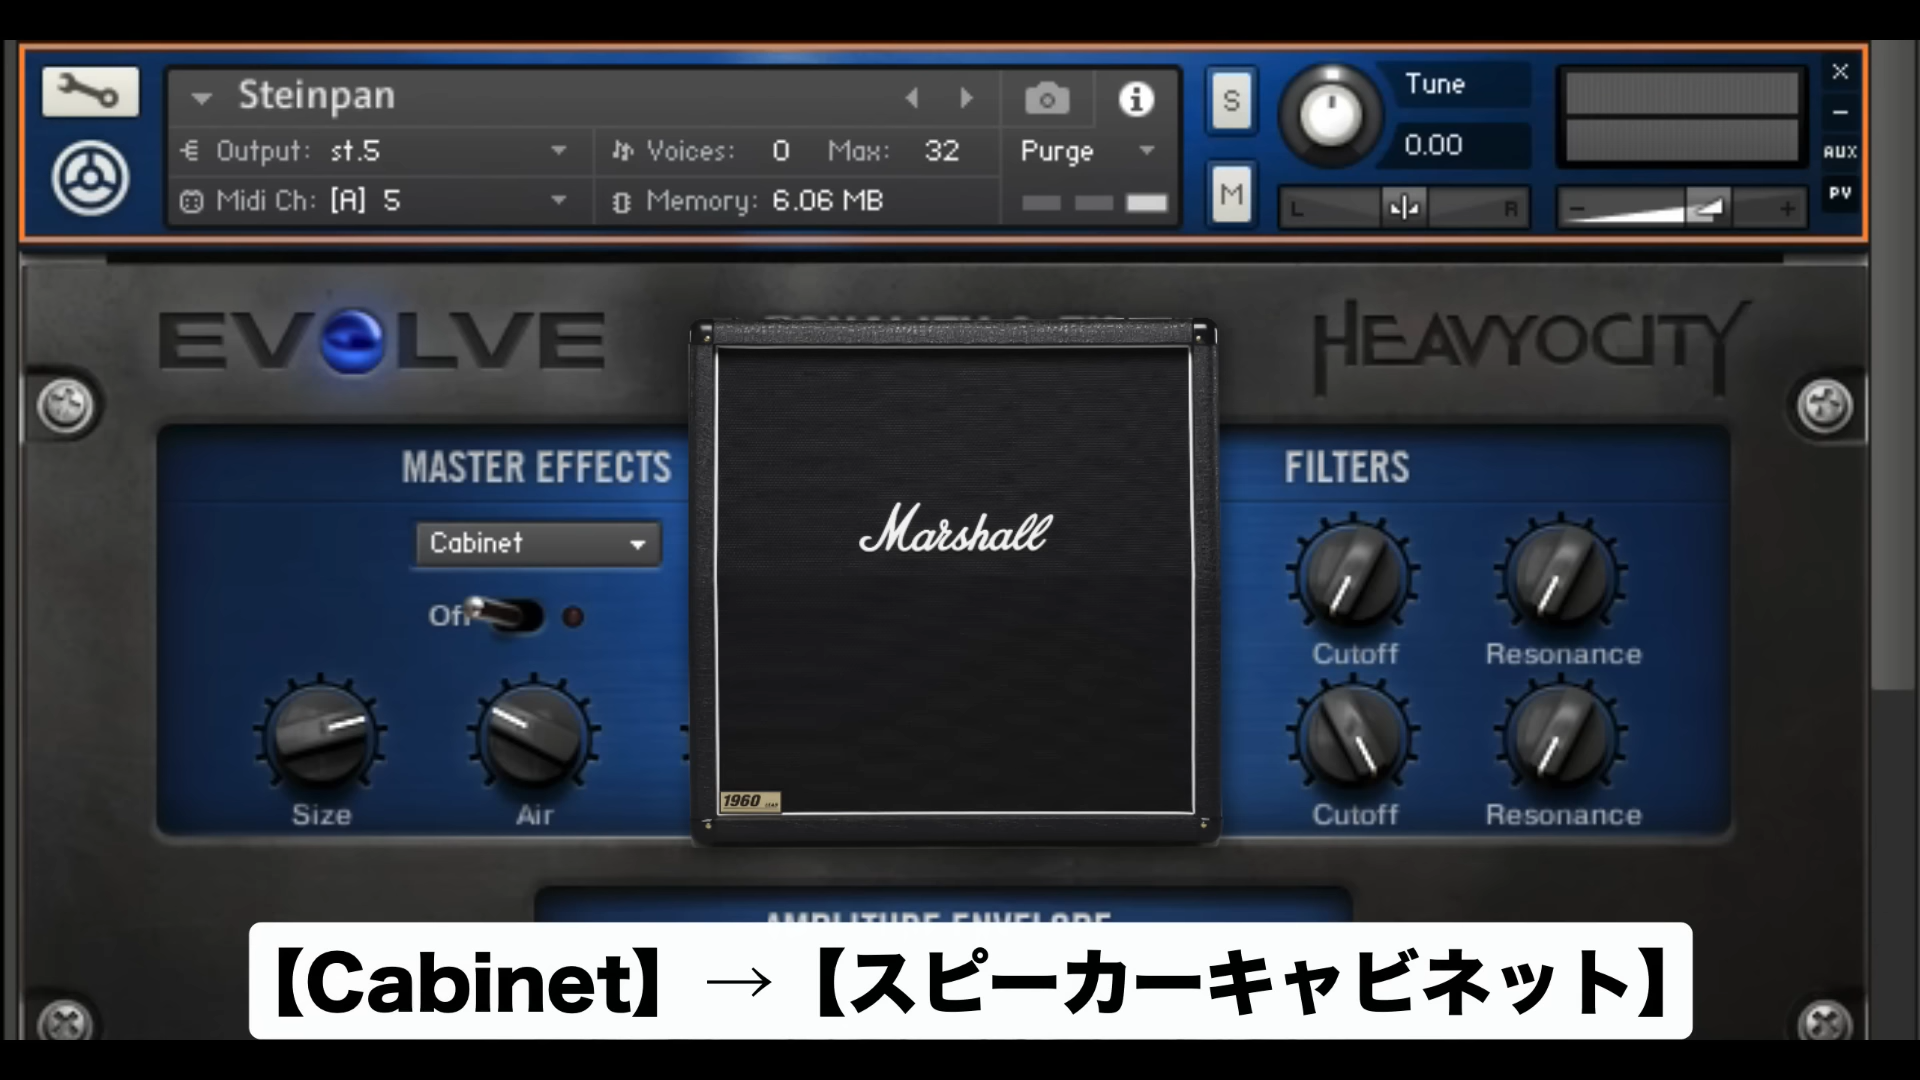 Steinpan
Output: st.5
Voices: 0 Max: 32
Purge
Midi Ch: [A] 5
Memory: 6.06 MB
S
M
Tune
0.00
L R
- +
×
-
AUX
PV
EVOLVE
HEAVYOCITY
MASTER EFFECTS
Cabinet
Off
Size
Air
Marshall
1960
FILTERS
Cutoff
Resonance
Cutoff
Resonance
AMPLITUDE ENVELOPE
【Cabinet】→【スピーカーキャビネット】